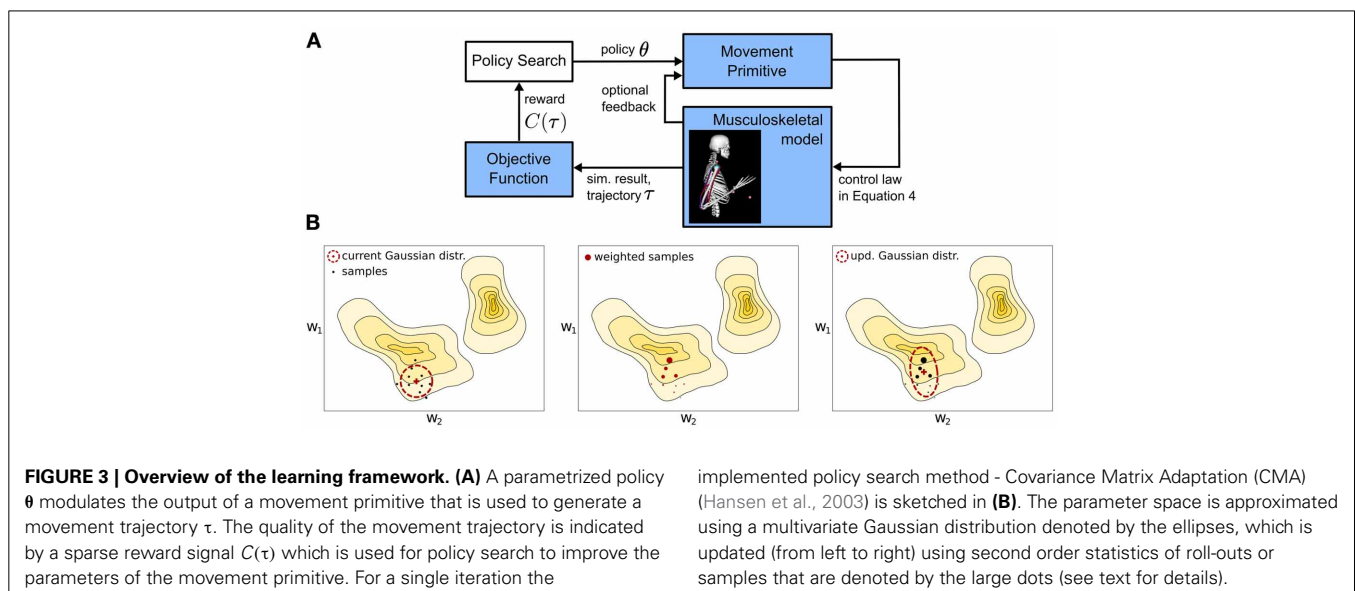 A
Policy Search
policy θ
Movement
Primitive
reward
C(τ)
optional
feedback
Musculoskeletal
model
Objective
Function
sim. result,
trajectory τ
control law
in Equation 4
B
current Gaussian distr.
samples
w1
w2
weighted samples
w1
w2
upd. Gaussian distr.
w1
w2
FIGURE 3 | Overview of the learning framework. (A) A parametrized policy
θ modulates the output of a movement primitive that is used to generate a
movement trajectory τ. The quality of the movement trajectory is indicated
by a sparse reward signal C(τ) which is used for policy search to improve the
parameters of the movement primitive. For a single iteration the
implemented policy search method - Covariance Matrix Adaptation (CMA)
(Hansen et al., 2003) is sketched in (B). The parameter space is approximated
using a multivariate Gaussian distribution denoted by the ellipses, which is
updated (from left to right) using second order statistics of roll-outs or
samples that are denoted by the large dots (see text for details).